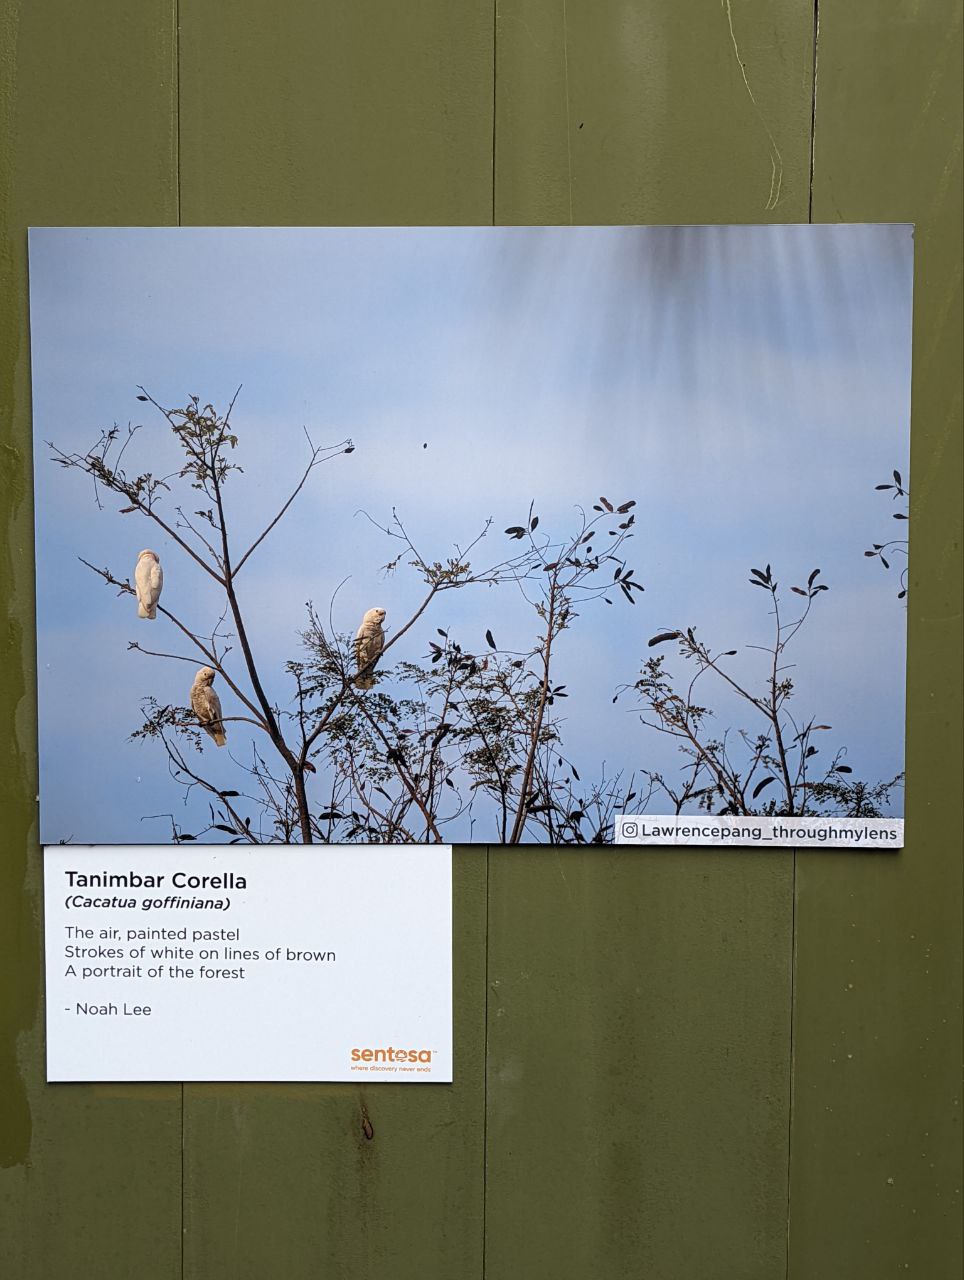 Lawrencepang_throughmylens
Tanimbar Corella
(Cacatua goffiniana)
The air, painted pastel
Strokes of white on lines of brown
A portrait of the forest
- Noah Lee
sentosa™
where discovery never ends